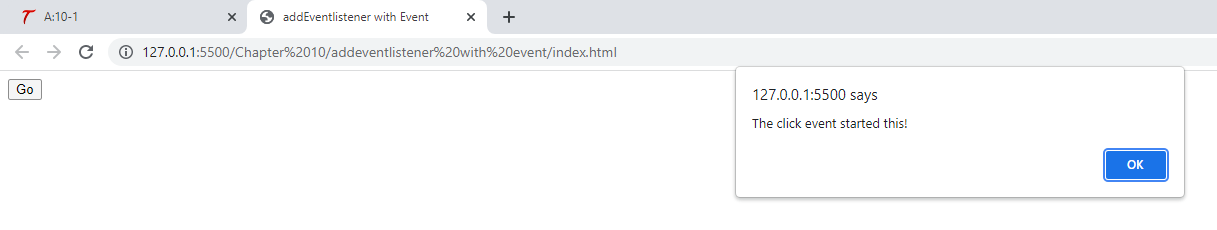 A:10-1
addEventlistener with Event
127.0.0.1:5500/Chapter%2010/addeventlistener%20with%20event/index.html
Go
127.0.0.1:5500 says
The click event started this!
OK